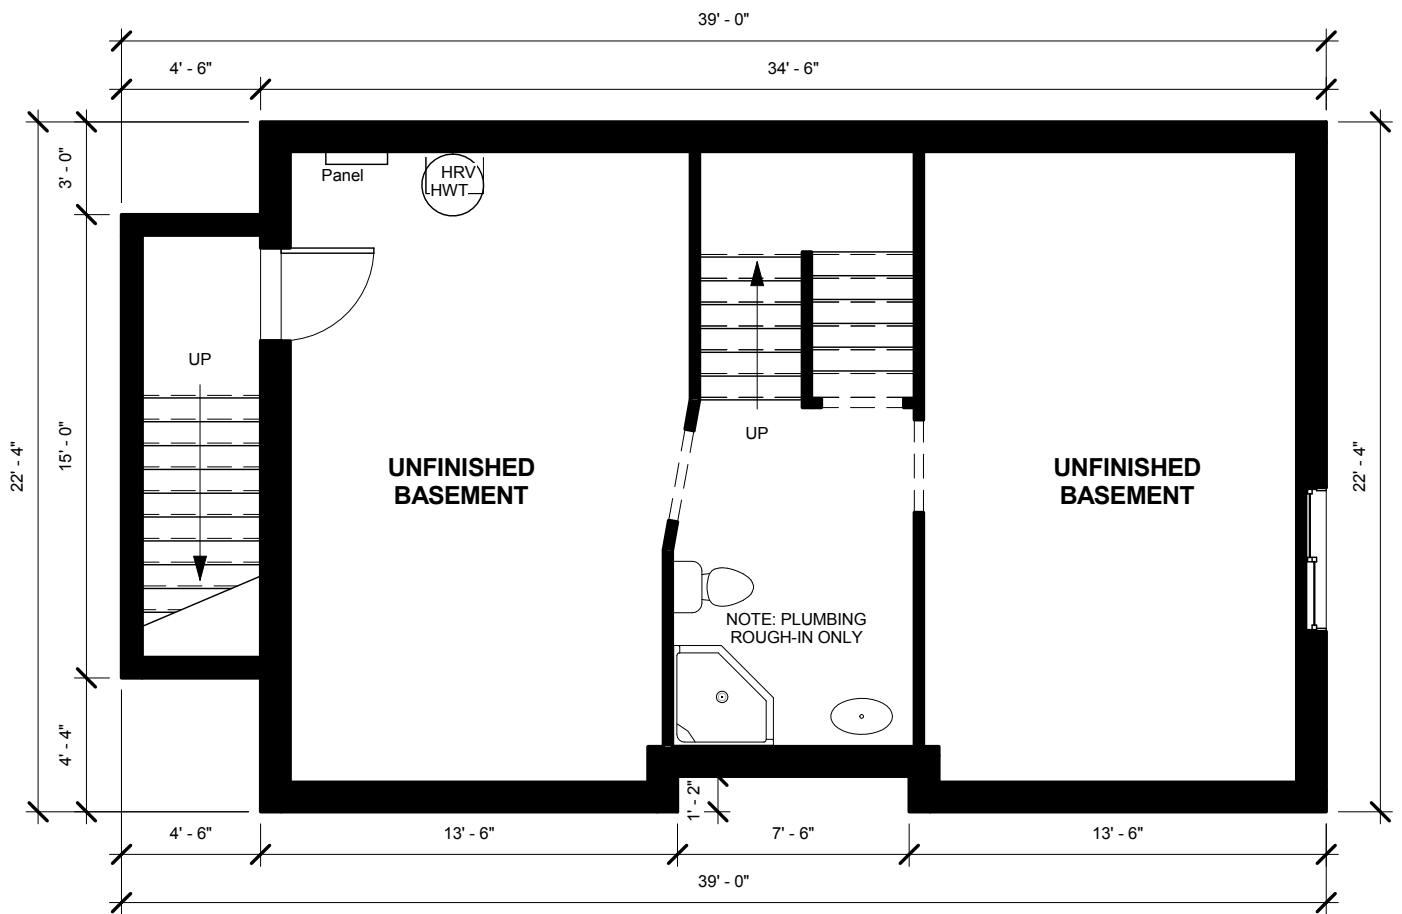 39' - 0"
4' - 6"
34' - 6"
3' - 0"
Panel
HRV
HWT
UP
15' - 0"
22' - 4"
UP
22' - 4"
UNFINISHED
BASEMENT
UNFINISHED
BASEMENT
NOTE: PLUMBING
ROUGH-IN ONLY
4' - 4"
1' - 2"
4' - 6"
13' - 6"
7' - 6"
13' - 6"
39' - 0"